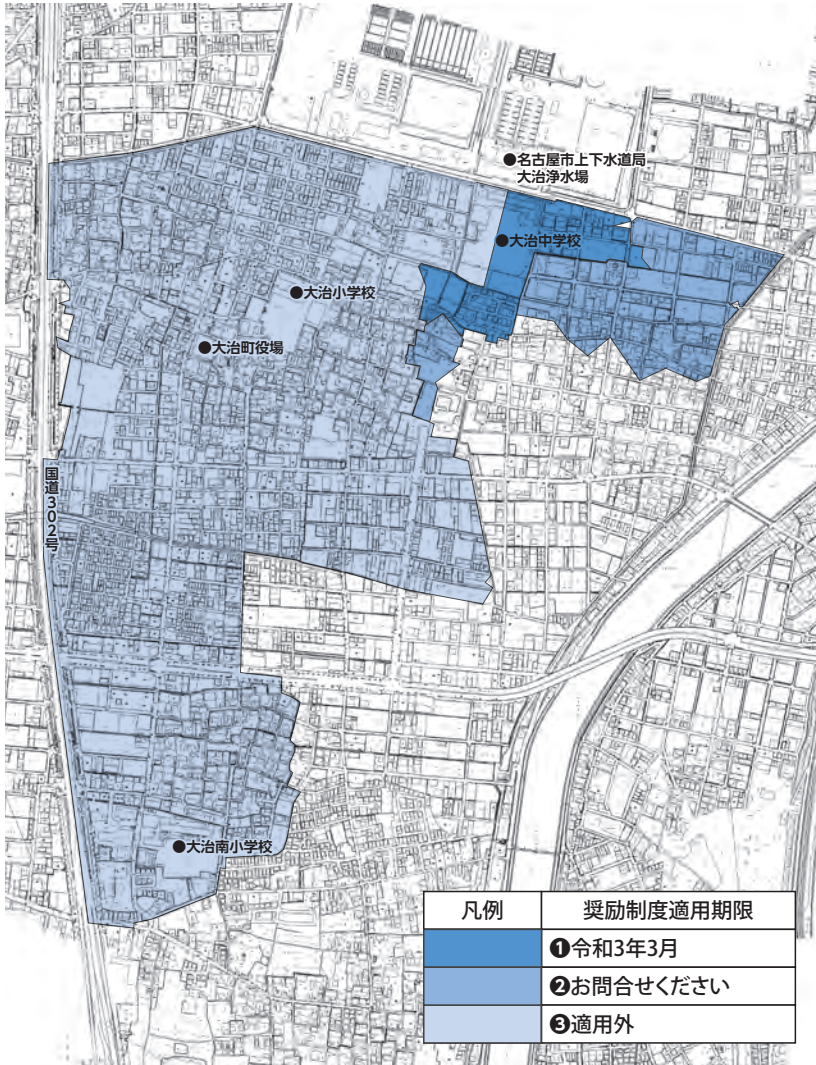 ●名古屋市上下水道局
大治浄水場
●大治中学校
●大治小学校
●大治町役場
国道302号
●大治南小学校
凡例 奨励制度適用期限
❶令和3年3月
❷お問合せください
❸適用外